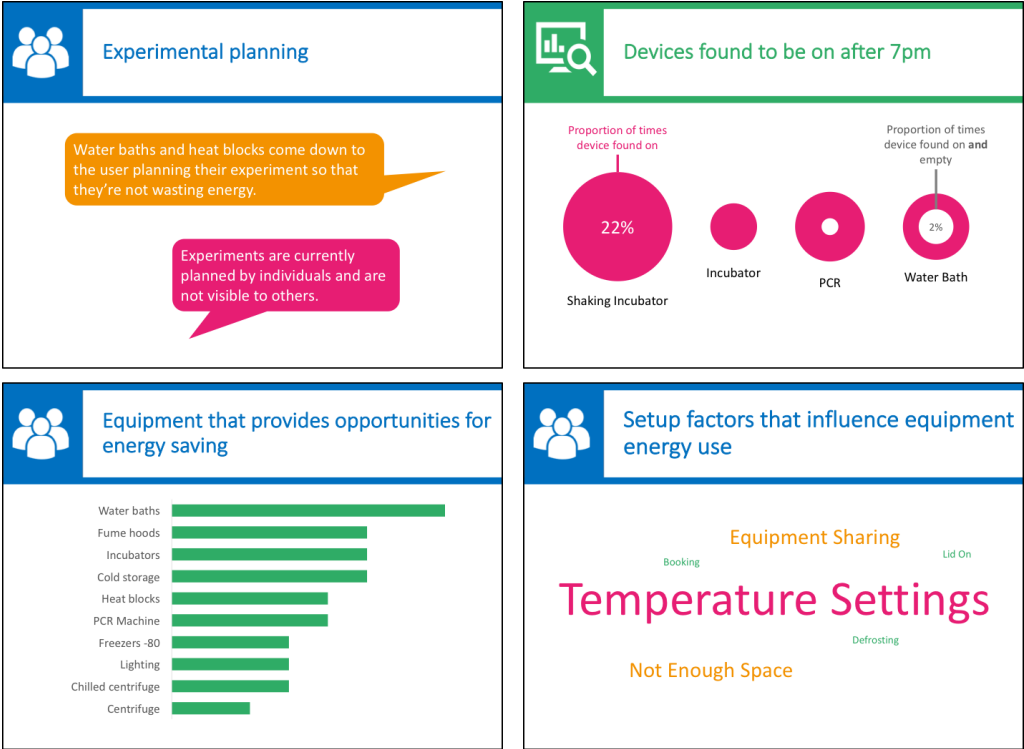 Experimental planning
Water baths and heat blocks come down to
the user planning their experiment so that
they're not wasting energy.
Experiments are currently
planned by individuals and are
not visible to others.
Devices found to be on after 7pm
Proportion of times
device found on
Proportion of times
device found on and
empty
22%
2%
Shaking Incubator
Incubator
PCR
Water Bath
Equipment that provides opportunities for
energy saving
Water baths
Fume hoods
Incubators
Cold storage
Heat blocks
PCR Machine
Freezers -80
Lighting
Chilled centrifuge
Centrifuge
Setup factors that influence equipment
energy use
Equipment Sharing
Booking
Lid On
Temperature Settings
Defrosting
Not Enough Space